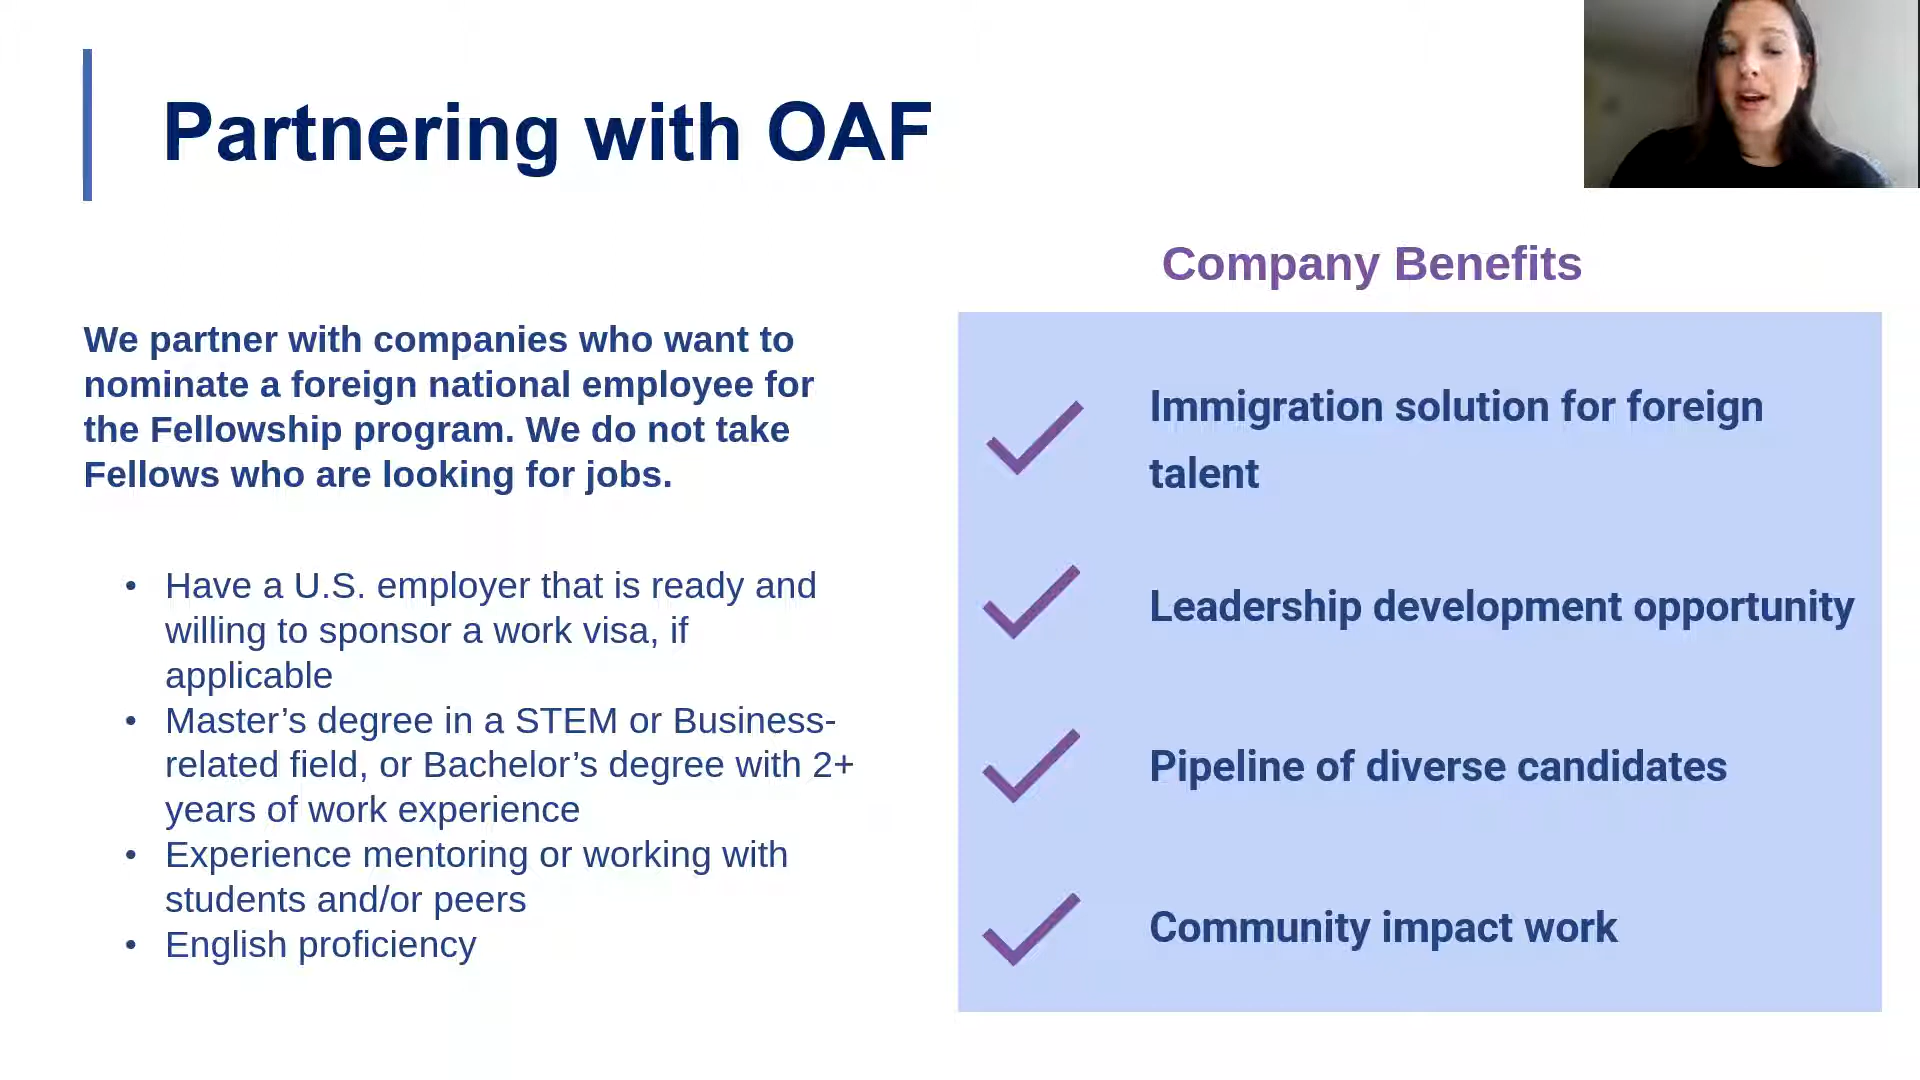 Partnering with OAF
We partner with companies who want to
nominate a foreign national employee for
the Fellowship program. We do not take
Fellows who are looking for jobs.
• Have a U.S. employer that is ready and
willing to sponsor a work visa, if
applicable
• Master’s degree in a STEM or Business-
related field, or Bachelor’s degree with 2+
years of work experience
• Experience mentoring or working with
students and/or peers
• English proficiency
Company Benefits
Immigration solution for foreign
talent
Leadership development opportunity
Pipeline of diverse candidates
Community impact work